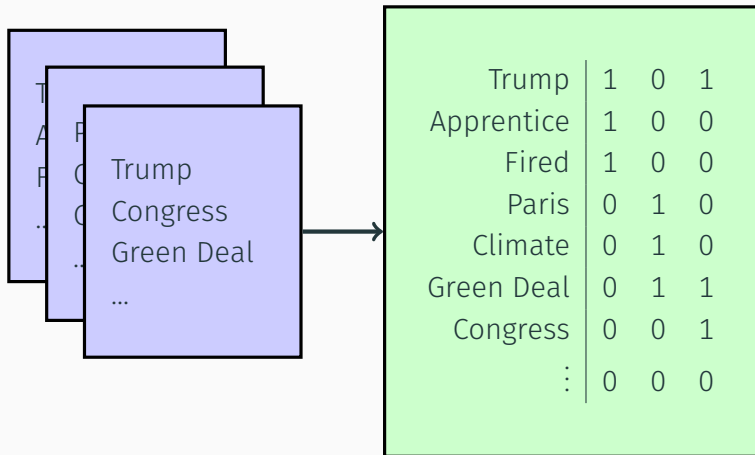 Trump
Congress
Green Deal
...
Trump 1 0 1
Apprentice 1 0 0
Fired 1 0 0
Paris 0 1 0
Climate 0 1 0
Green Deal 0 1 1
Congress 0 0 1
⋮ 0 0 0